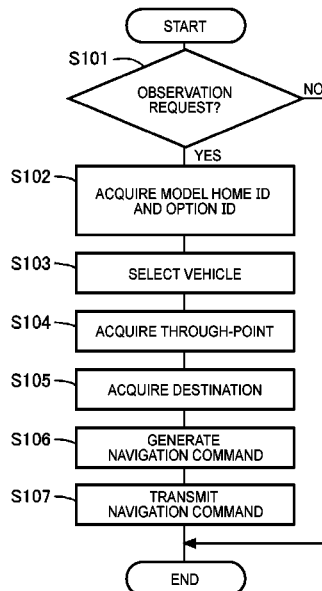 START
S101
OBSERVATION
REQUEST?
NO
YES
S102
ACQUIRE MODEL HOME ID
AND OPTION ID
S103
SELECT VEHICLE
S104
ACQUIRE THROUGH-POINT
S105
ACQUIRE DESTINATION
S106
GENERATE
NAVIGATION COMMAND
S107
TRANSMIT
NAVIGATION COMMAND
END